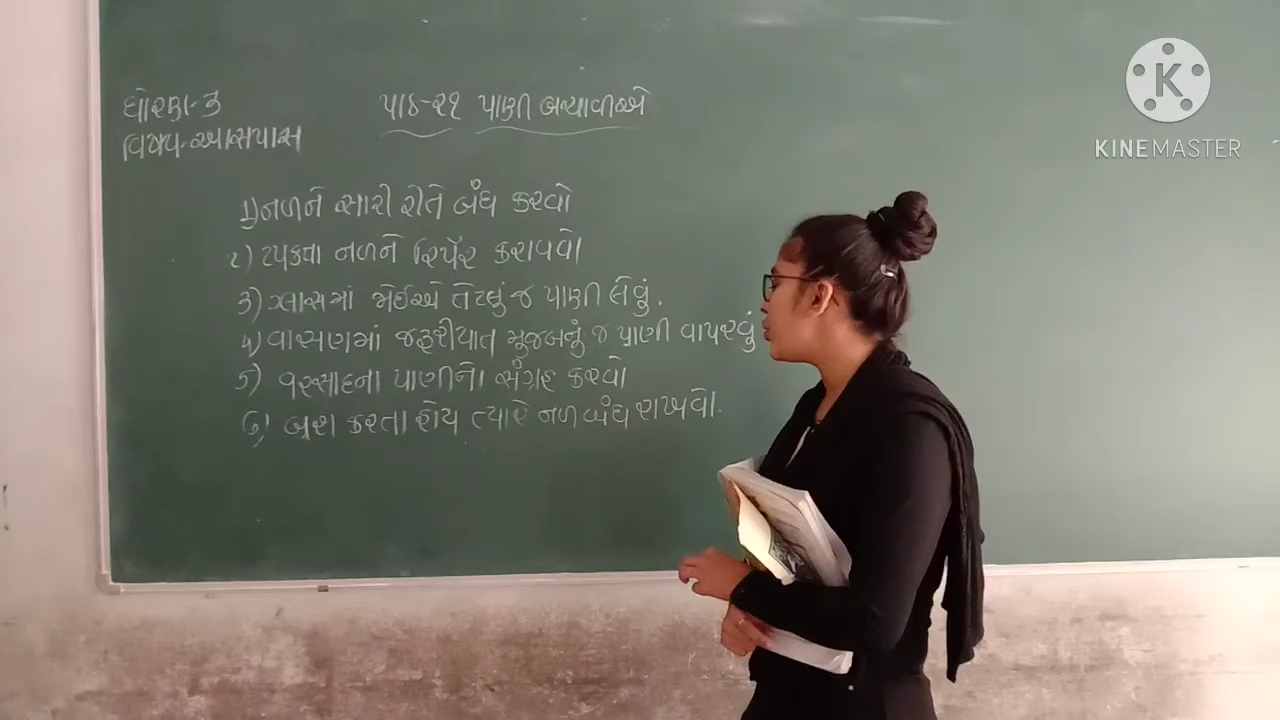 ધોરણ-૩
પાઠ-૨૧ પાણી બચાવીએ
વિષય-આસપાસ
૧) નળને સારી રીતે બંધ કરવો
૨) ટપકતા નળને રિપૅર કરાવવો
૩) ગ્લાસમાં જોઈએ તેટલું જ પાણી લેવું.
૪) વાસણમાં જરૂરીયાત મુજબનું જ પાણી વાપરવું
૫) વરસાદના પાણીનો સંગ્રહ કરવો
૬) બ્રશ કરતા હોય ત્યારે નળ બંધ રાખવો.
K
KINEMASTER